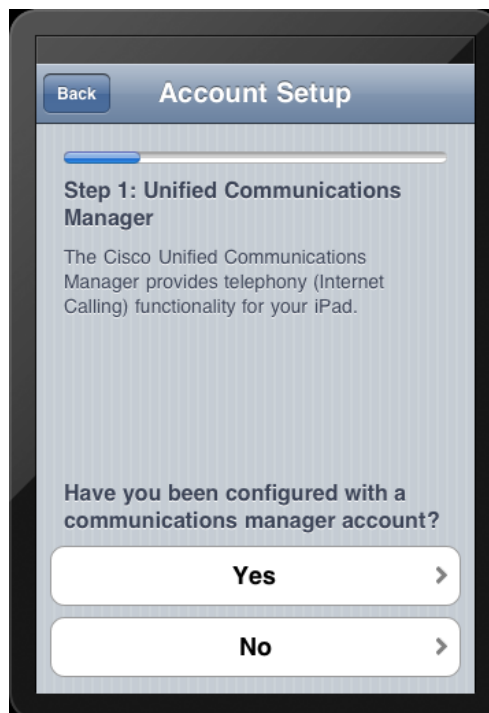 Back
Account Setup
Step 1: Unified Communications
Manager
The Cisco Unified Communications
Manager provides telephony (Internet
Calling) functionality for your iPad.
Have you been configured with a
communications manager account?
Yes
No